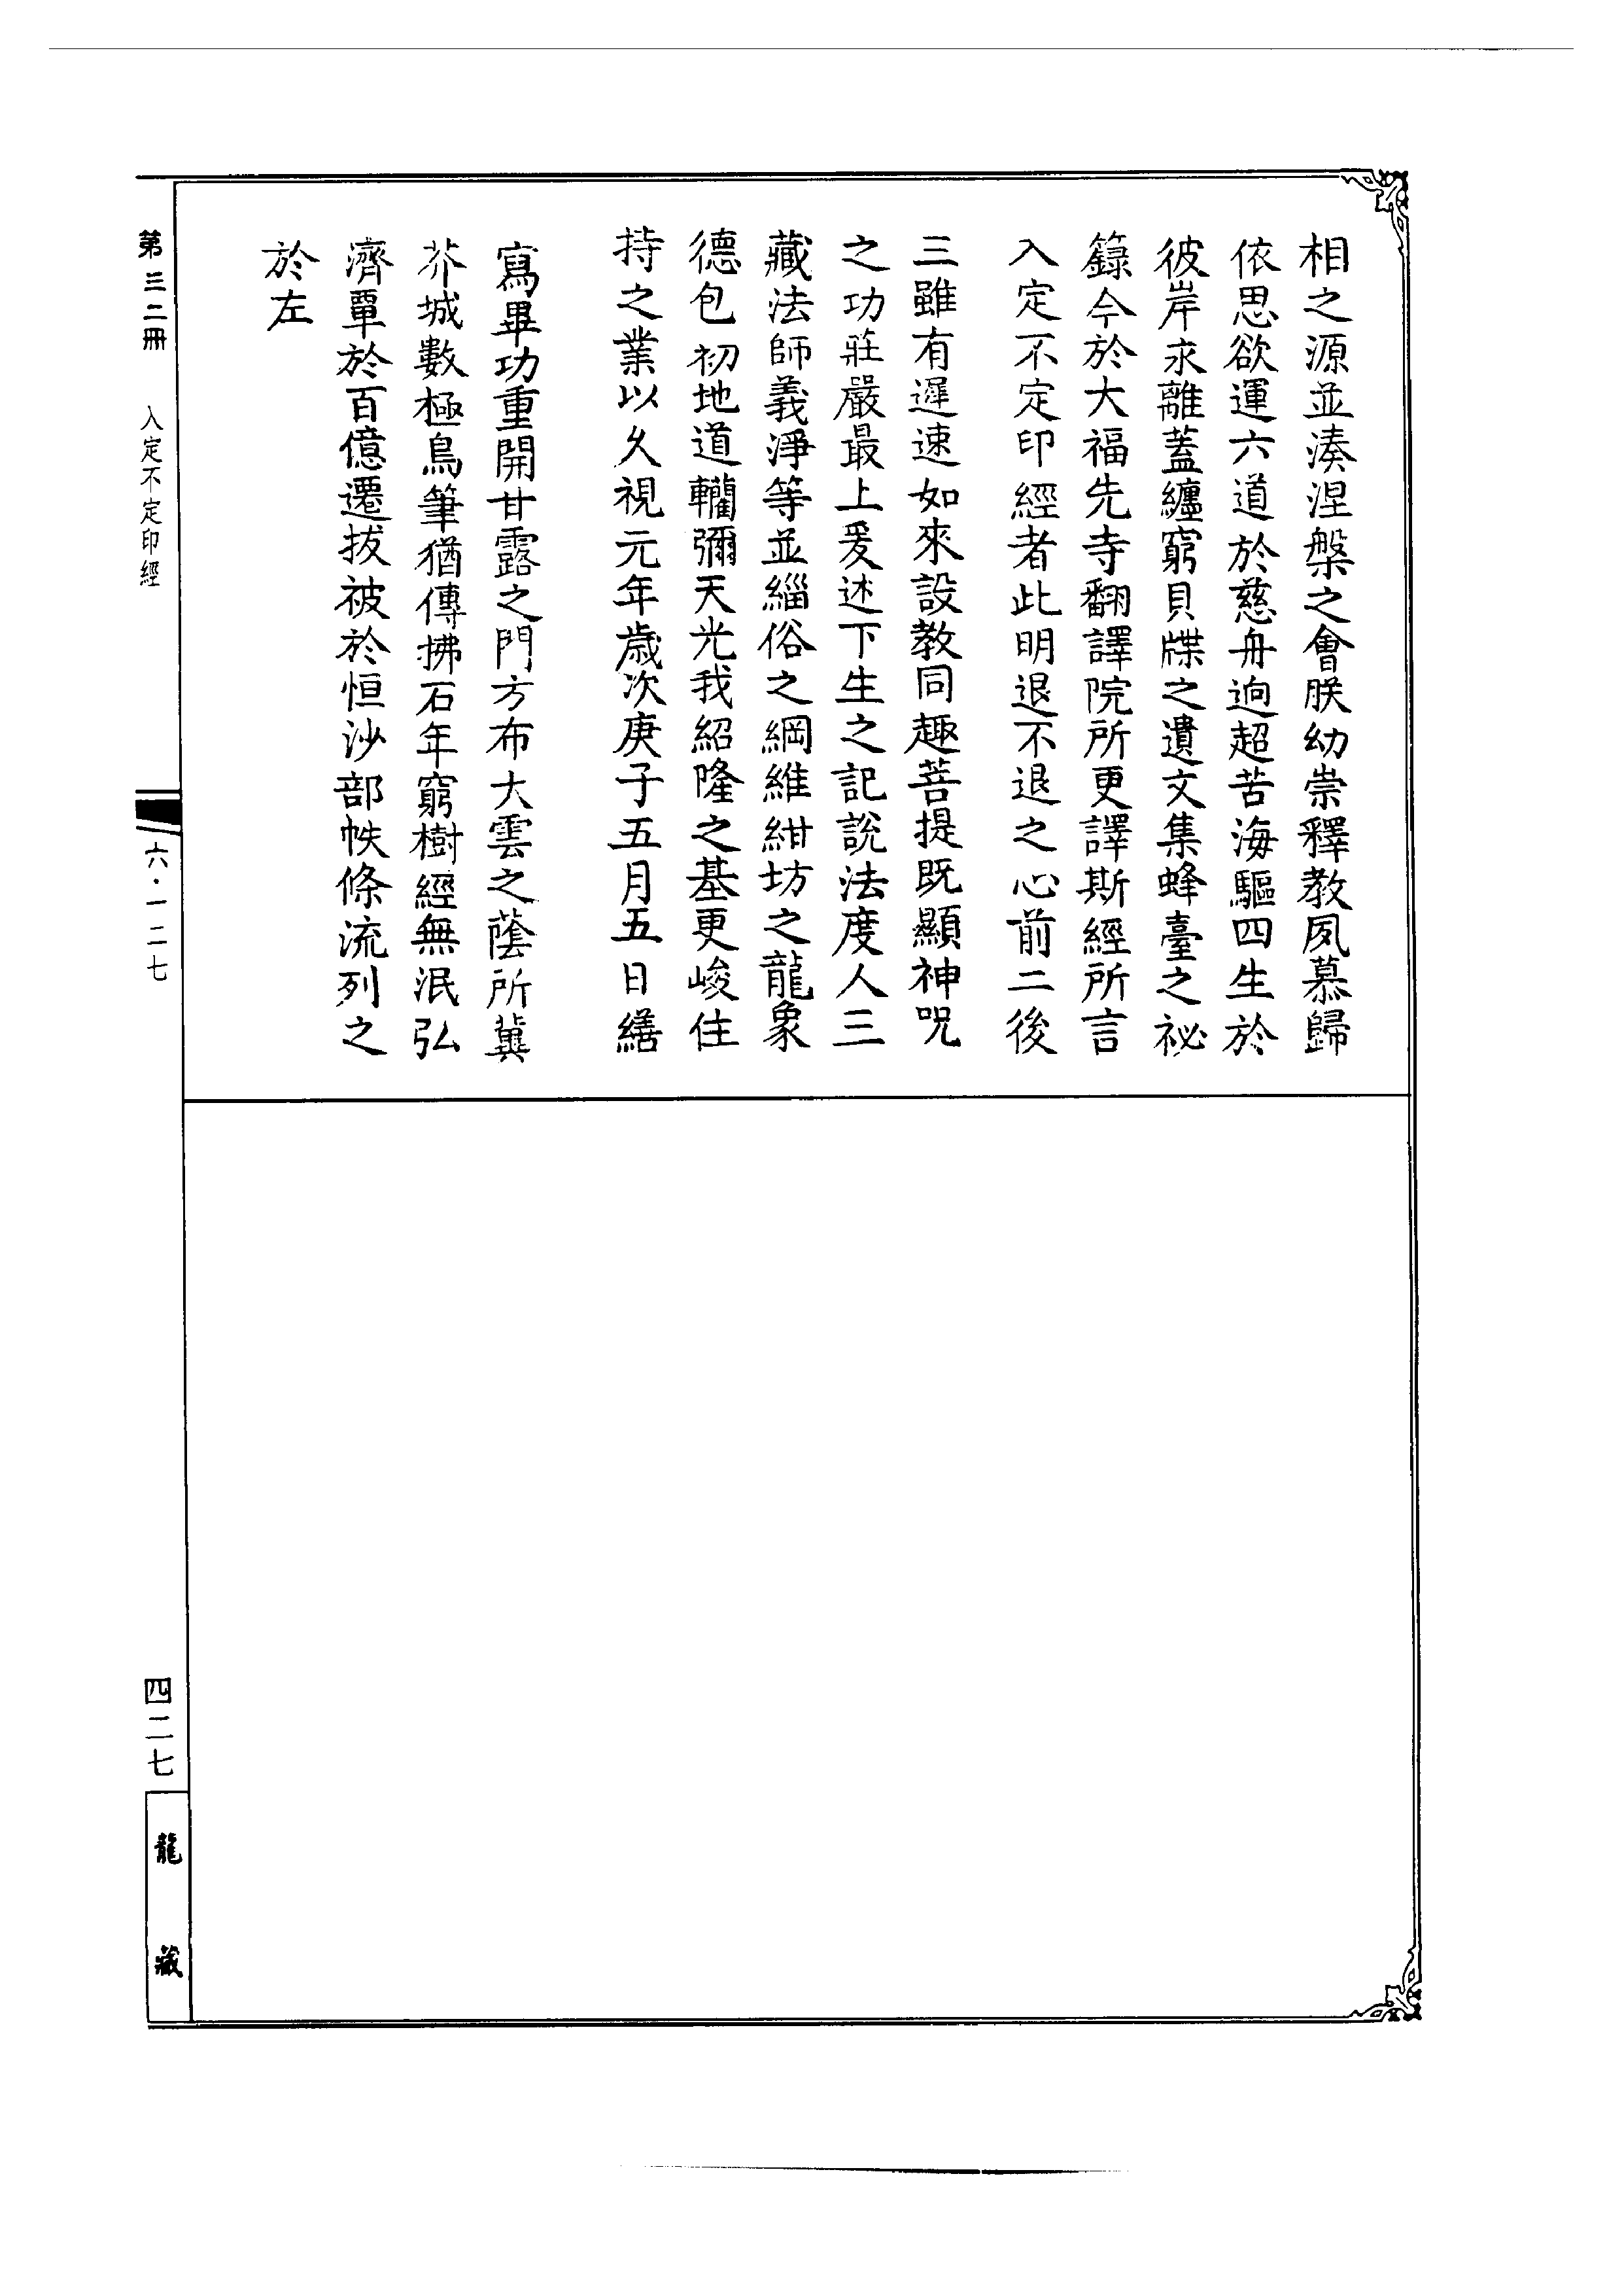 相之源並湊涅槃之會朕幼崇釋教夙慕歸
依思欲運六道於慈舟逈超苦海驅四生於
彼岸永離蓋纏窮貝牒之遺文集蜂臺之祕
籙今於大福先寺翻譯院所更譯斯經所言
入定不定印經者此明退不退之心前二後
三雖有遲速如來設教同趣菩提既顯神呪
之功莊嚴最上爰述下生之記說法度人三
藏法師義淨等並緇俗之綱維紺坊之龍象
德包初地道轥彌天光我紹隆之基更峻住
持之業以久視元年歲次庚子五月五日繕
寫畢功重開甘露之門方布大雲之蔭所冀
芥城數極鳥筆猶傳拂石年窮樹經無泯弘
濟覃於百億遷拔被於恒沙部帙條流列之
於左
第三二冊 入定不定印經
六·一二七
四二七
龍藏